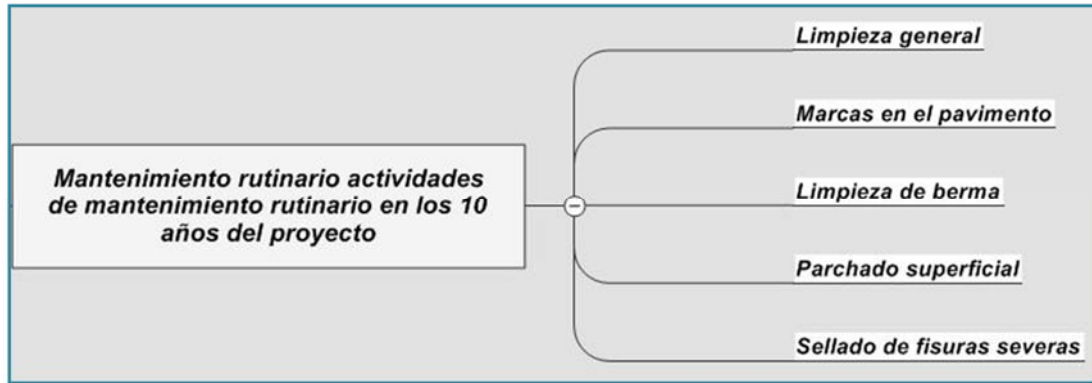 Mantenimiento rutinario actividades
de mantenimiento rutinario en los 10
años del proyecto
Limpieza general
Marcas en el pavimento
Limpieza de berma
Parchado superficial
Sellado de fisuras severas